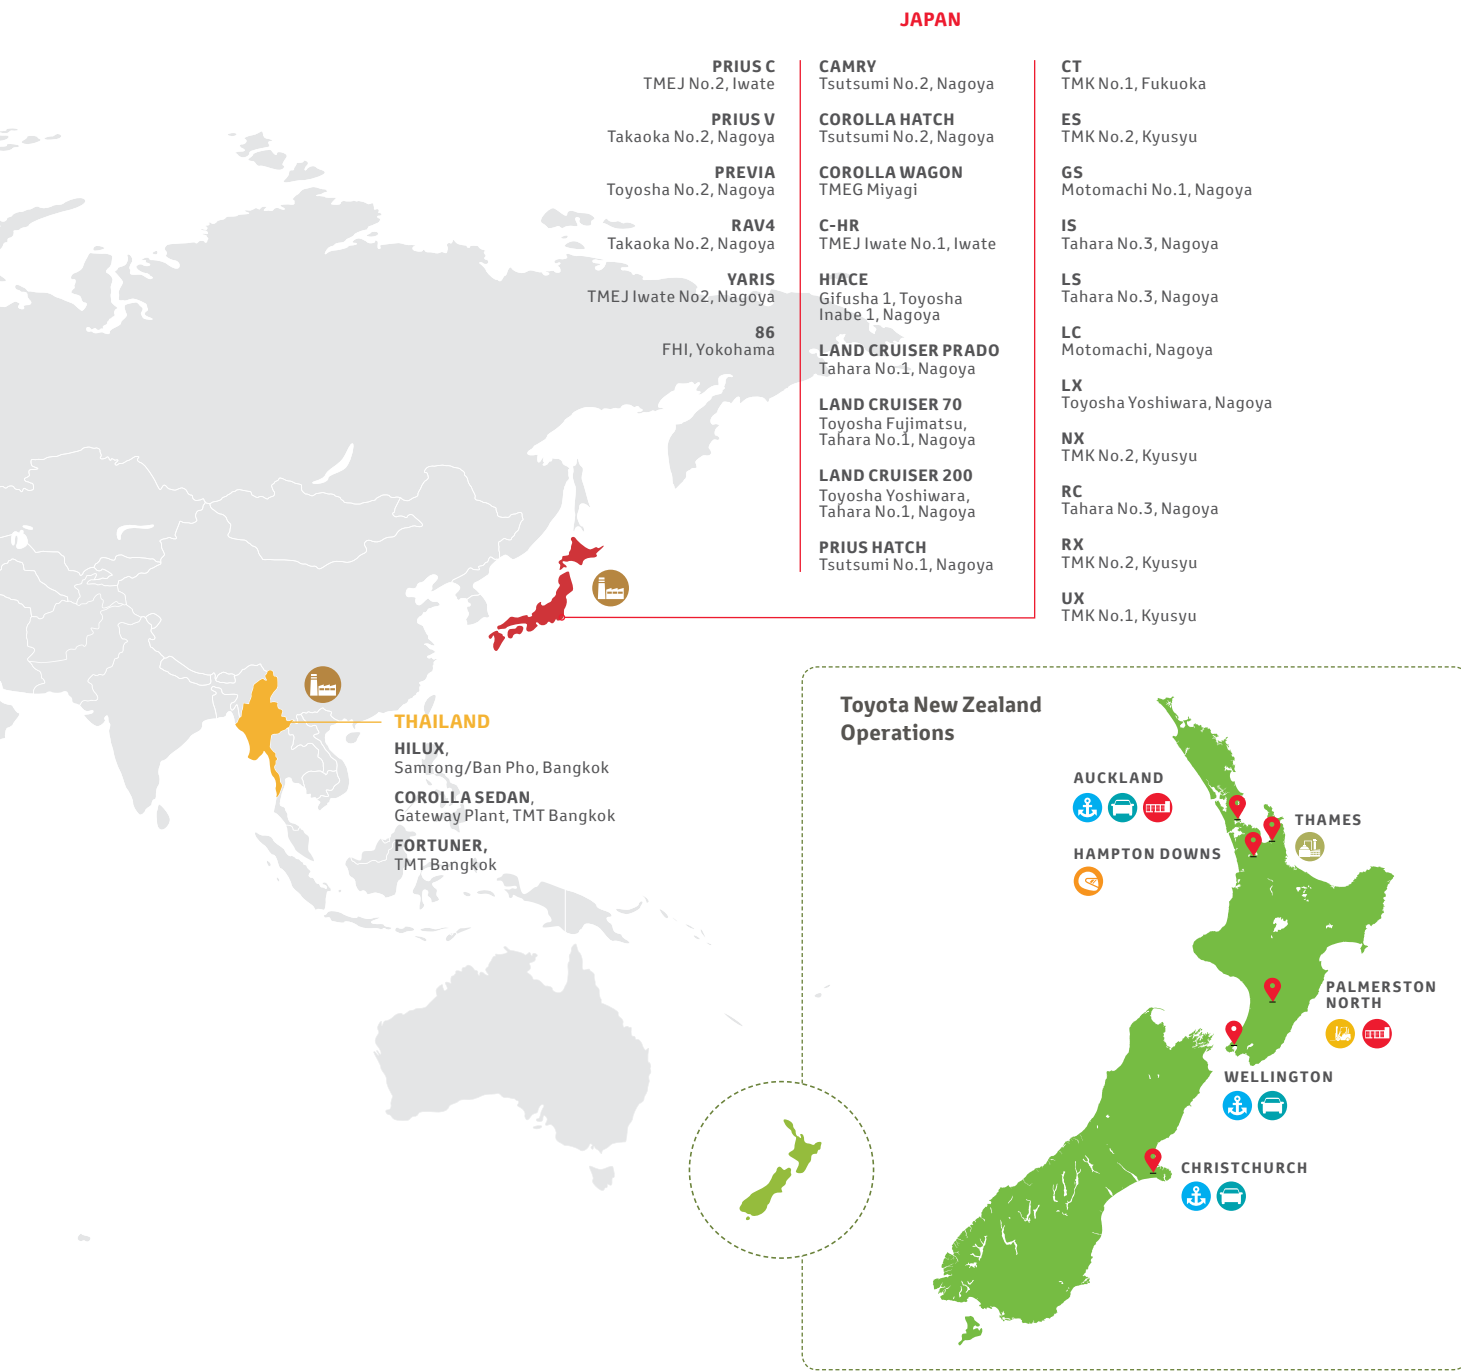 JAPAN
PRIUS C
TMEJ No.2, Iwate
PRIUS V
Takaoka No.2, Nagoya
PREVIA
Toyosha No.2, Nagoya
RAV4
Takaoka No.2, Nagoya
YARIS
TMEJ Iwate No2, Nagoya
86
FHI, Yokohama
CAMRY
Tsutsumi No.2, Nagoya
COROLLA HATCH
Tsutsumi No.2, Nagoya
COROLLA WAGON
TMEG Miyagi
C-HR
TMEJ Iwate No.1, Iwate
HIACE
Gifusha 1, Toyosha
Inabe 1, Nagoya
LAND CRUISER PRADO
Tahara No.1, Nagoya
LAND CRUISER 70
Toyosha Fujimatsu,
Tahara No.1, Nagoya
LAND CRUISER 200
Toyosha Yoshiwara,
Tahara No.1, Nagoya
PRIUS HATCH
Tsutsumi No.1, Nagoya
CT
TMK No.1, Fukuoka
ES
TMK No.2, Kyusyu
GS
Motomachi No.1, Nagoya
IS
Tahara No.3, Nagoya
LS
Tahara No.3, Nagoya
LC
Motomachi, Nagoya
LX
Toyosha Yoshiwara, Nagoya
NX
TMK No.2, Kyusyu
RC
Tahara No.3, Nagoya
RX
TMK No.2, Kyusyu
UX
TMK No.1, Kyusyu
THAILAND
HILUX,
Samrong/Ban Pho, Bangkok
COROLLA SEDAN,
Gateway Plant, TMT Bangkok
FORTUNER,
TMT Bangkok
Toyota New Zealand
Operations
AUCKLAND
THAMES
HAMPTON DOWNS
PALMERSTON
NORTH
WELLINGTON
CHRISTCHURCH